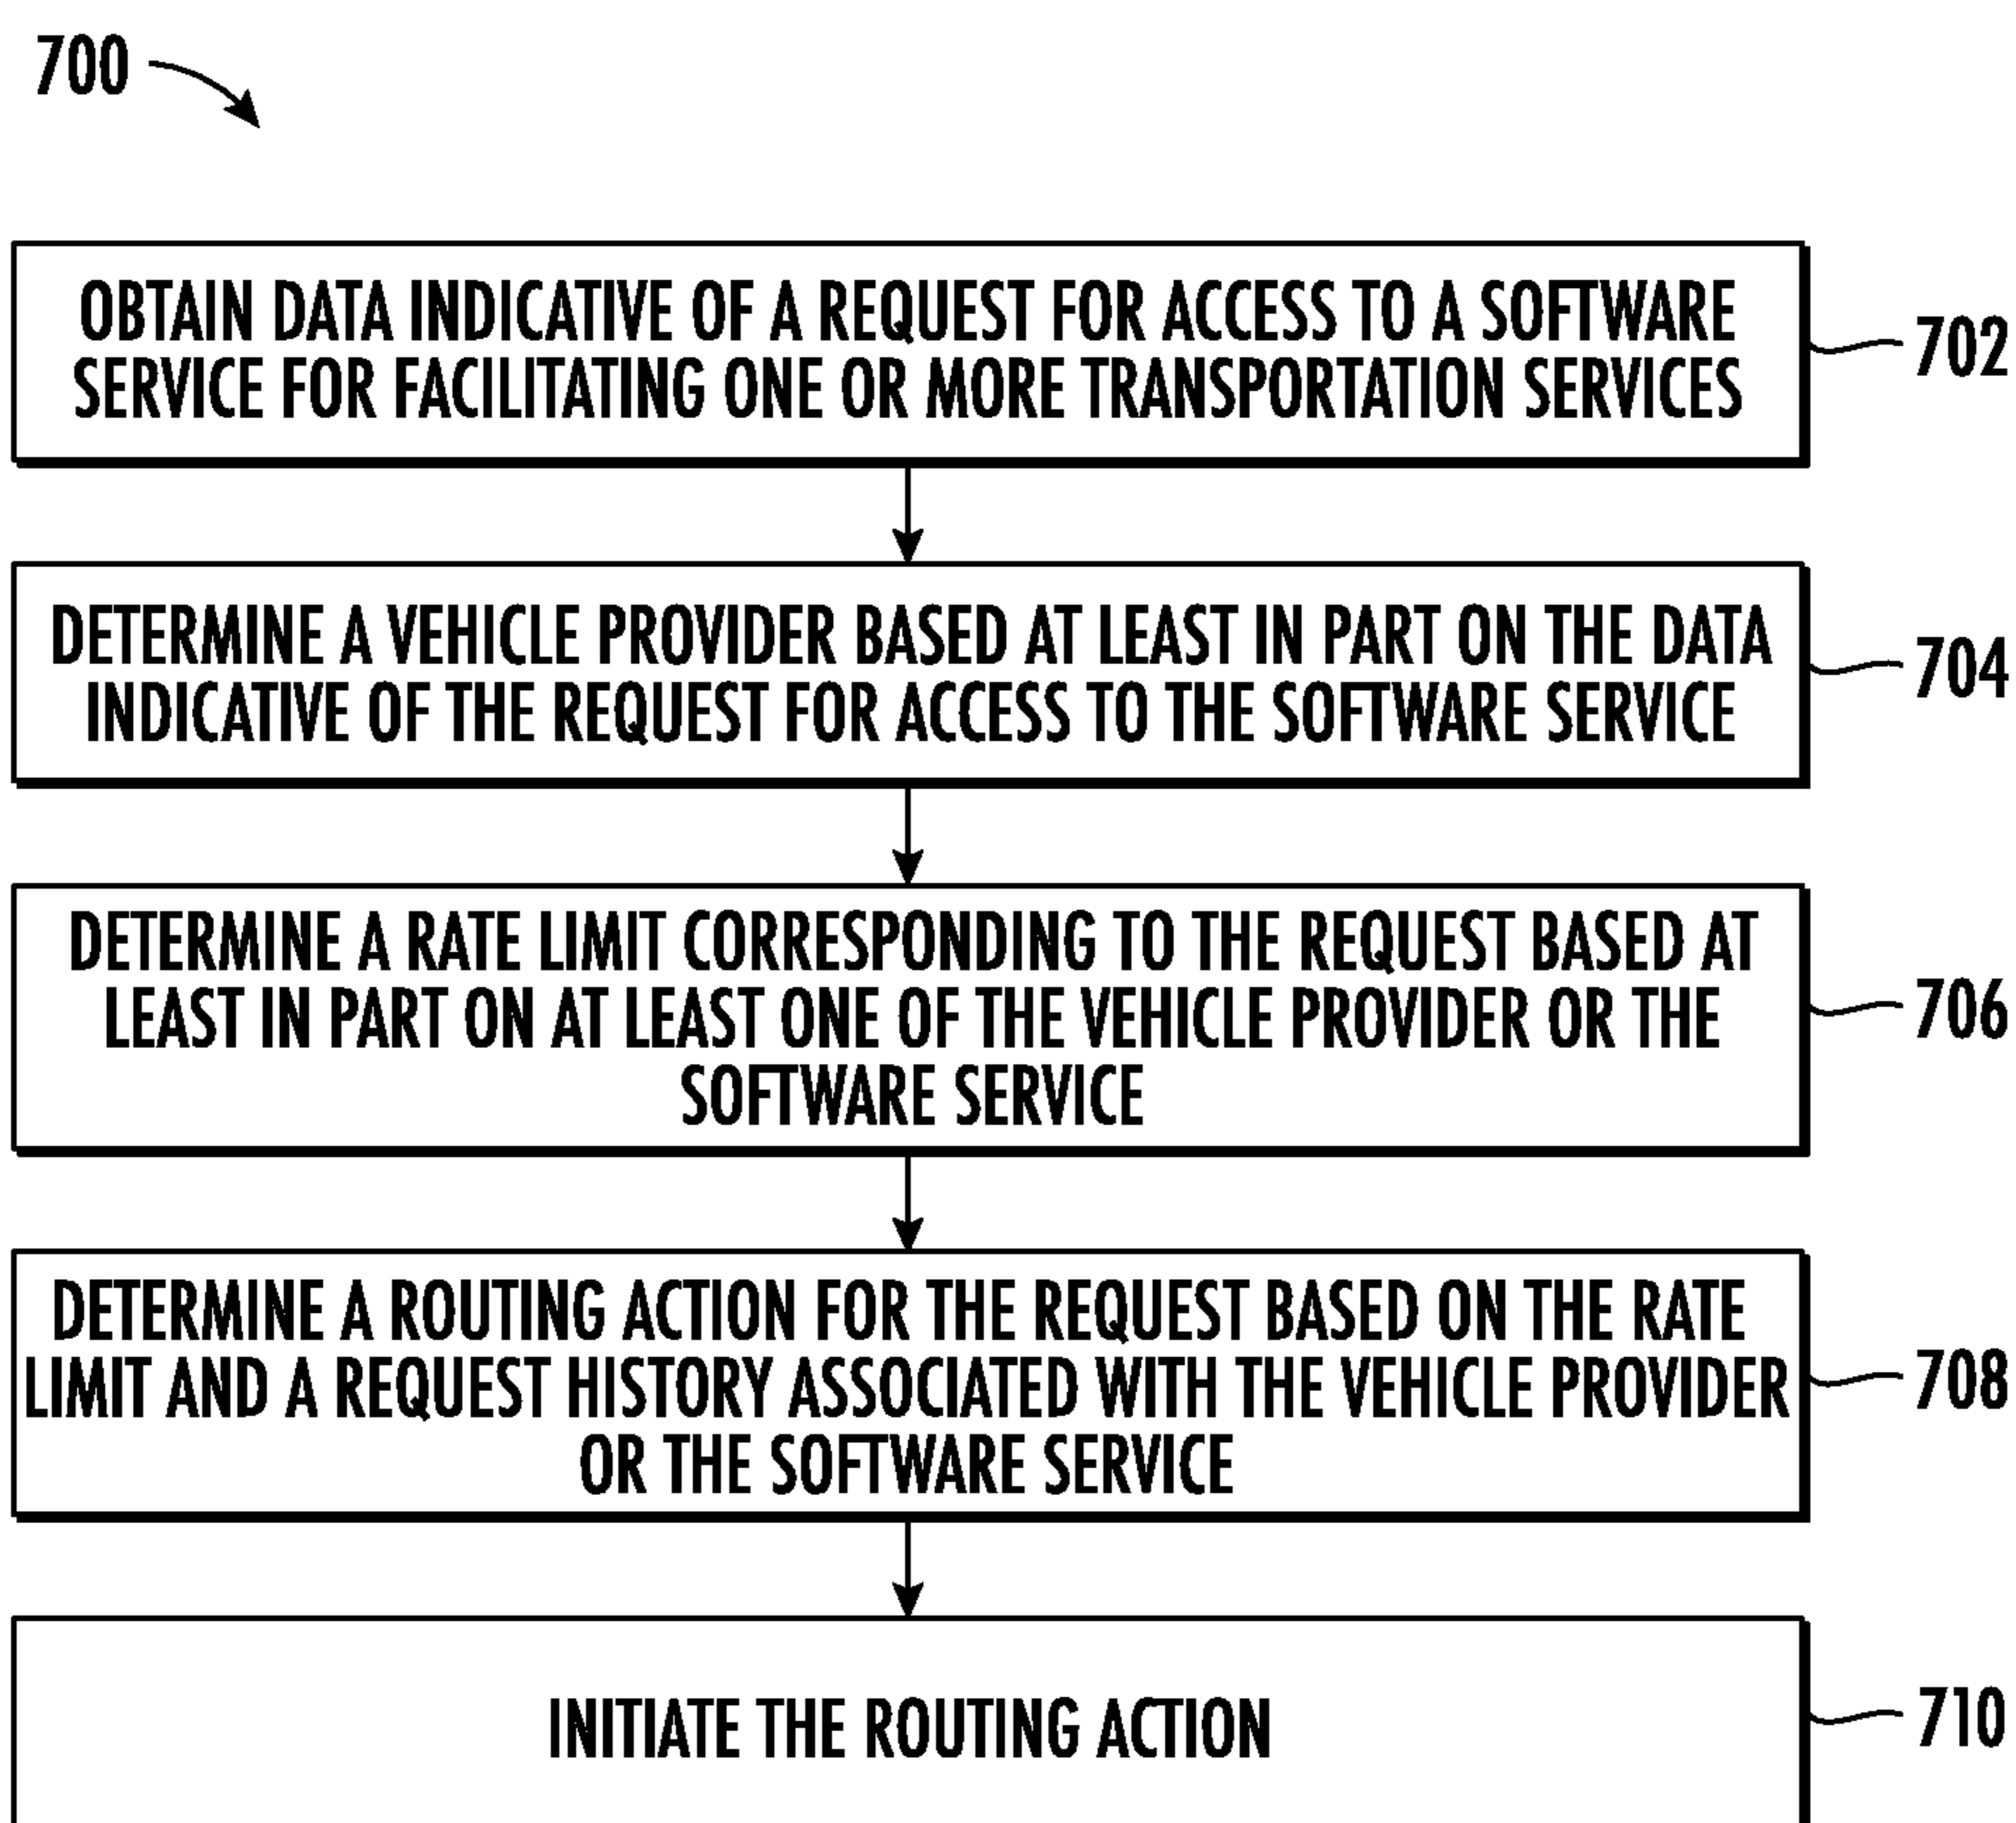 700
OBTAIN DATA INDICATIVE OF A REQUEST FOR ACCESS TO A SOFTWARE
SERVICE FOR FACILITATING ONE OR MORE TRANSPORTATION SERVICES
702
DETERMINE A VEHICLE PROVIDER BASED AT LEAST IN PART ON THE DATA
INDICATIVE OF THE REQUEST FOR ACCESS TO THE SOFTWARE SERVICE
704
DETERMINE A RATE LIMIT CORRESPONDING TO THE REQUEST BASED AT
LEAST IN PART ON AT LEAST ONE OF THE VEHICLE PROVIDER OR THE
SOFTWARE SERVICE
706
DETERMINE A ROUTING ACTION FOR THE REQUEST BASED ON THE RATE
LIMIT AND A REQUEST HISTORY ASSOCIATED WITH THE VEHICLE PROVIDER
OR THE SOFTWARE SERVICE
708
INITIATE THE ROUTING ACTION
710